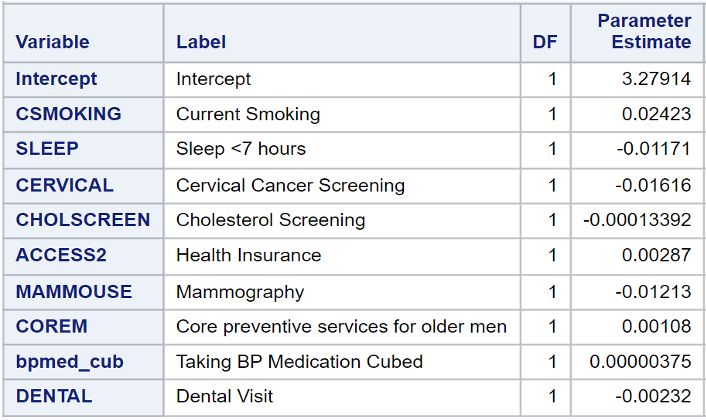 Variable Label DF Parameter Estimate
Intercept Intercept 1 3.27914
CSMOKING Current Smoking 1 0.02423
SLEEP Sleep <7 hours 1 -0.01171
CERVICAL Cervical Cancer Screening 1 -0.01616
CHOLSCREEN Cholesterol Screening 1 -0.00013392
ACCESS2 Health Insurance 1 0.00287
MAMMOUSE Mammography 1 -0.01213
COREM Core preventive services for older men 1 0.00108
bpmed_cub Taking BP Medication Cubed 1 0.00000375
DENTAL Dental Visit 1 -0.00232